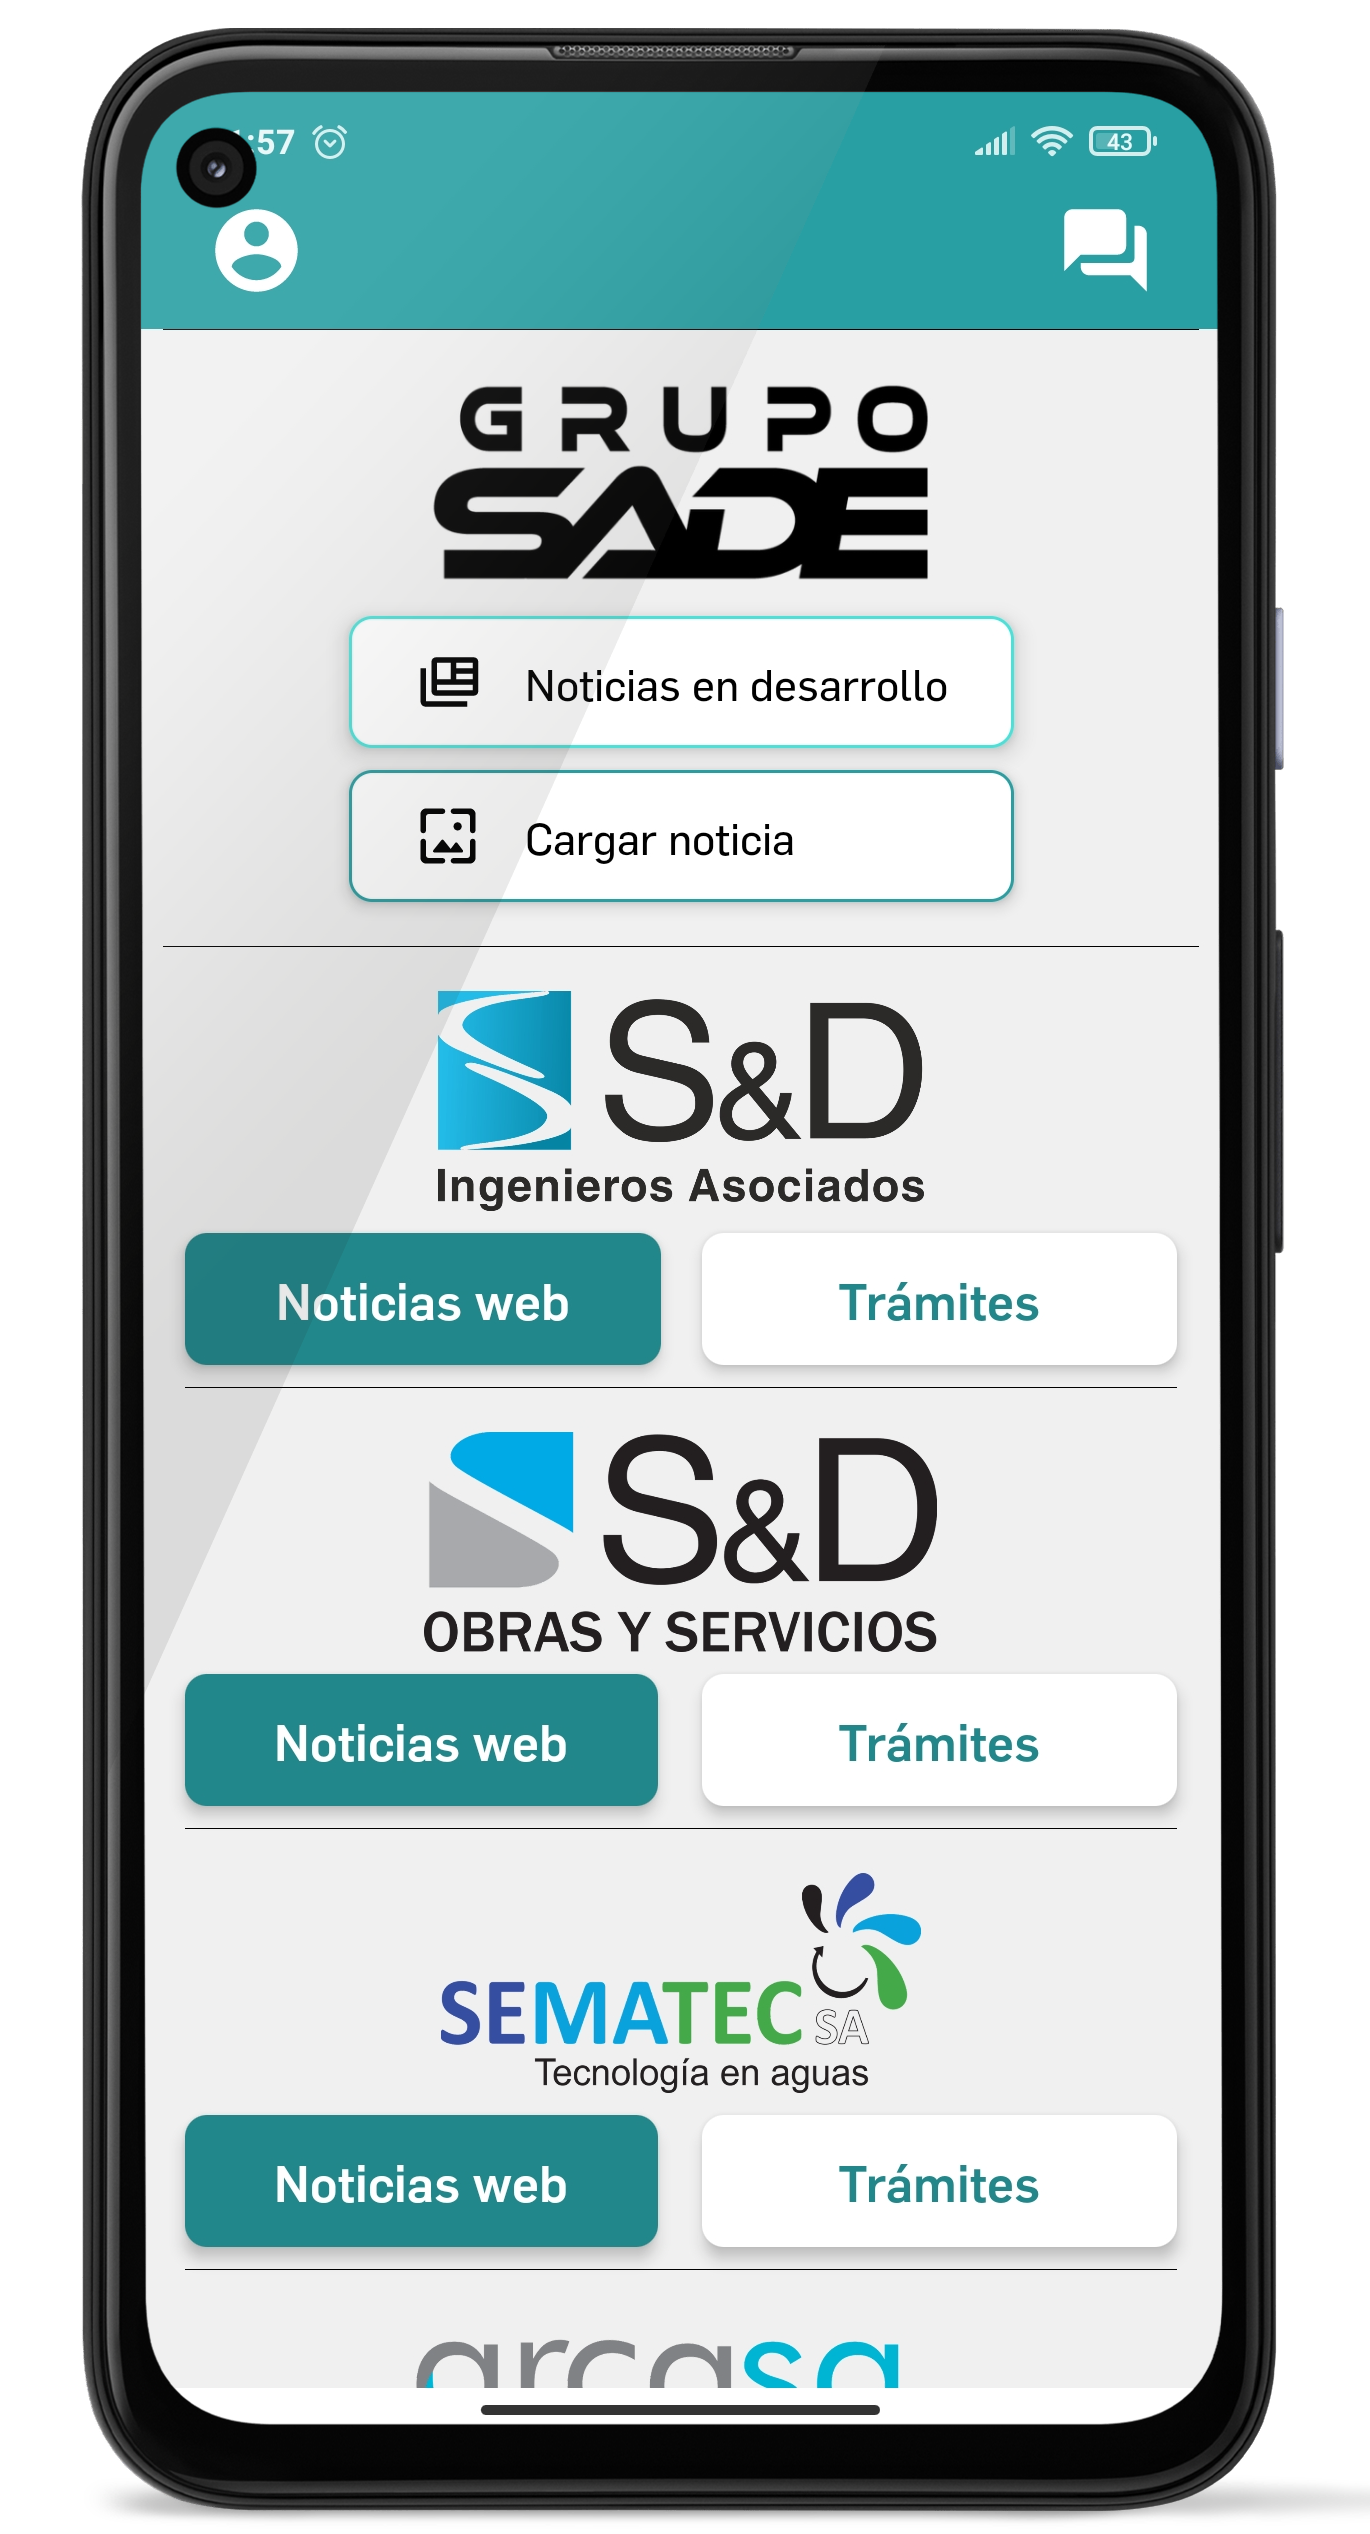 :57
43
GRUPO
SADE
Noticias en desarrollo
Cargar noticia
S&D
Ingenieros Asociados
Noticias web
Trámites
S&D
OBRAS Y SERVICIOS
Noticias web
Trámites
SEMATEC SA
Tecnología en aguas
Noticias web
Trámites
arcasa